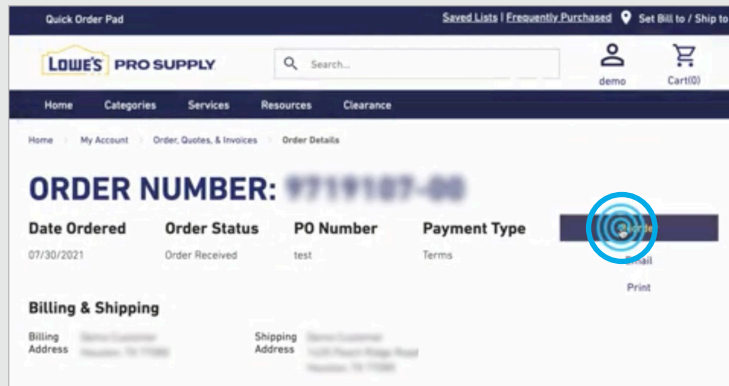 Quick Order Pad
Saved Lists | Frequently Purchased Set Bill to / Ship to
LOWE'S PRO SUPPLY
Search...
demo
Cart(0)
Home Categories Services Resources Clearance
Home My Account Order, Quotes, & Invoices Order Details
ORDER NUMBER:
Date Ordered Order Status PO Number Payment Type
07/30/2021 Order Received test Terms
Email
Print
Billing & Shipping
Billing Address
Shipping Address